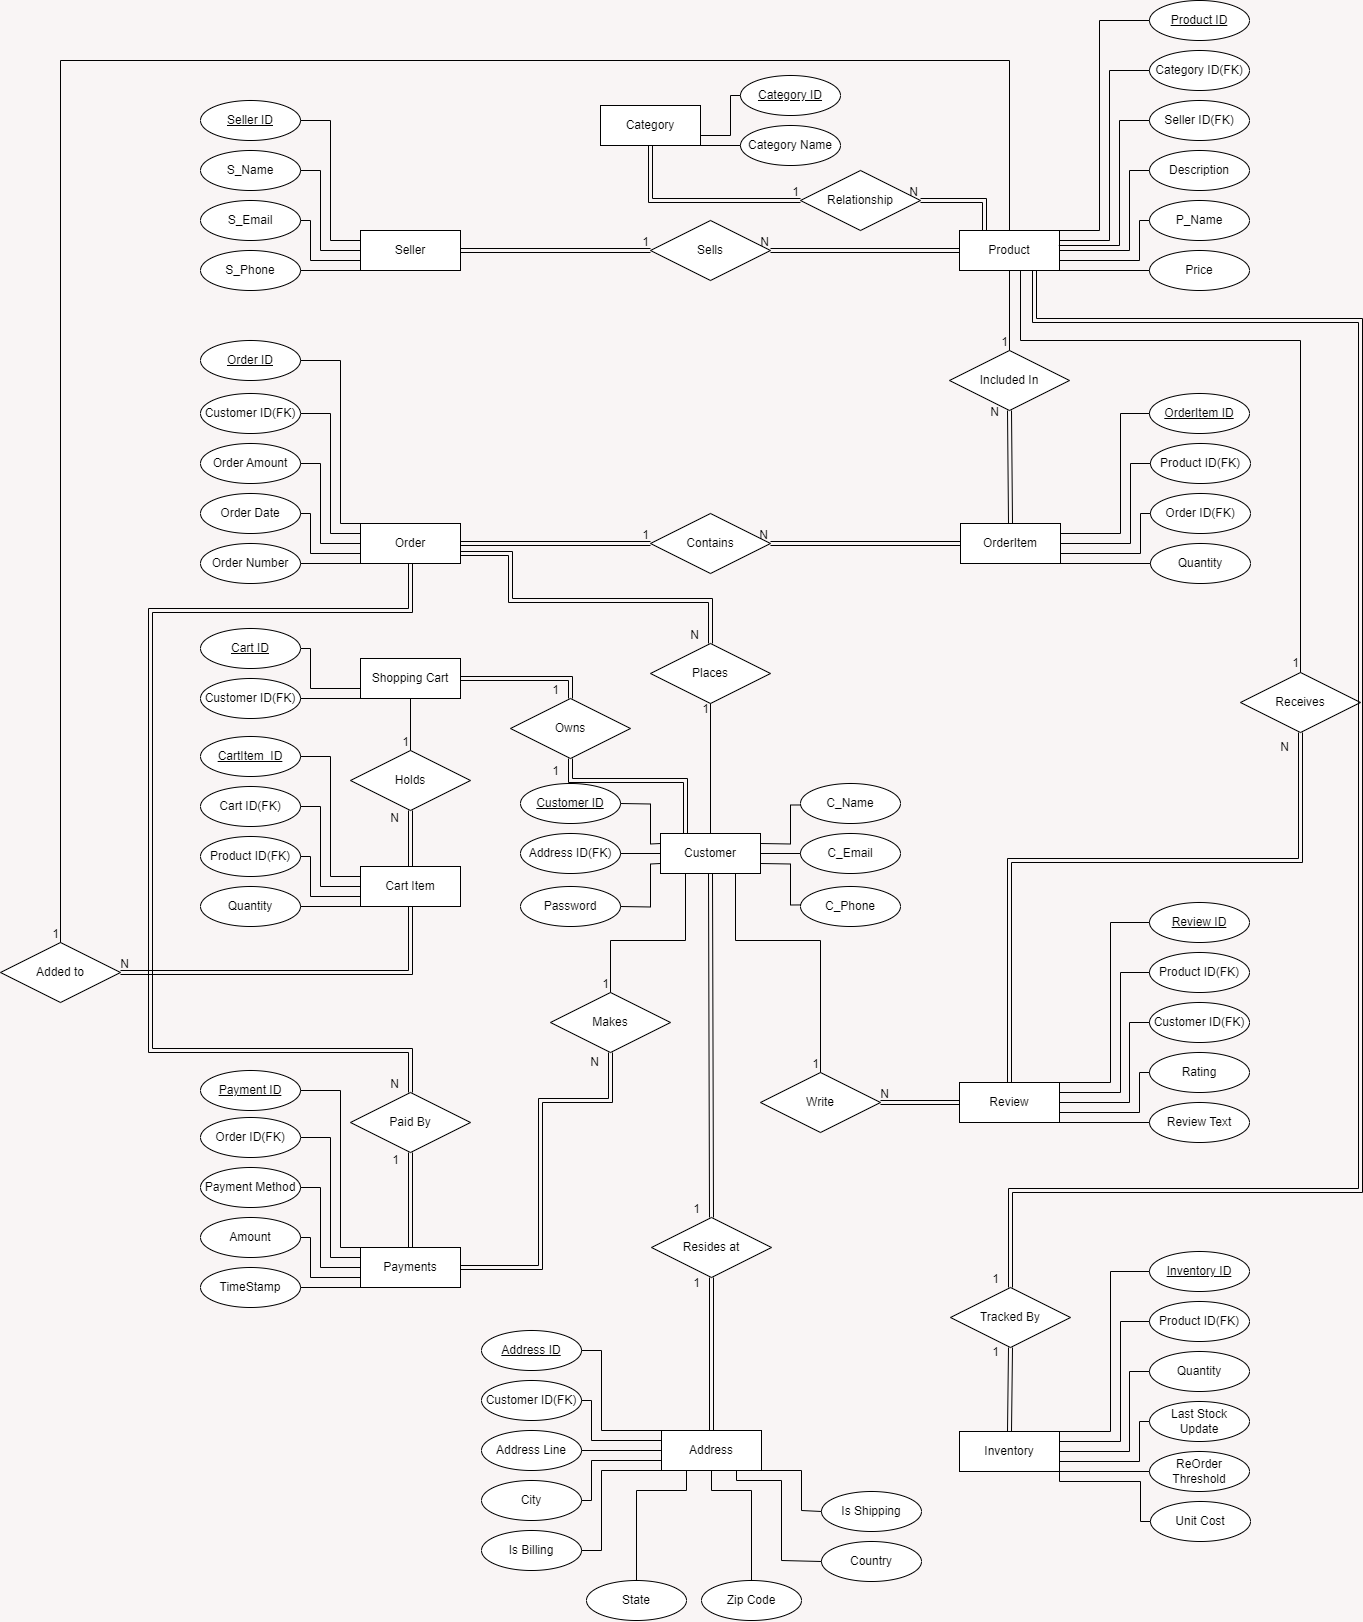 Product ID
Category ID(FK)
Category ID
Seller ID
Category
Seller ID(FK)
Category Name
S_Name
Description
1
Relationship
N
S_Email
P_Name
Seller
1
Sells
N
Product
S_Phone
Price
1
Order ID
Included In
N
Customer ID(FK)
OrderItem ID
Order Amount
Product ID(FK)
Order Date
Order ID(FK)
Order
1
Contains
N
OrderItem
Order Number
Quantity
N
Cart ID
Shopping Cart
Places
1
1
Customer ID(FK)
1
Receives
N
Owns
1
CartItem_ID
1
Holds
N
1
Customer ID
C_Name
Cart ID(FK)
Product ID(FK)
Address ID(FK)
Customer
C_Email
Cart Item
Quantity
Password
C_Phone
Review ID
1
Added to
N
Product ID(FK)
1
Makes
N
Customer ID(FK)
1
Rating
Payment ID
N
Paid By
1
Write
N
Review
Review Text
Order ID(FK)
Payment Method
1
Amount
Resides at
1
Payments
TimeStamp
Inventory ID
1
Tracked By
1
Product ID(FK)
Address ID
Quantity
Customer ID(FK)
Last Stock
Update
Address Line
Address
Inventory
ReOrder
Threshold
City
Is Shipping
Unit Cost
Is Billing
Country
State
Zip Code